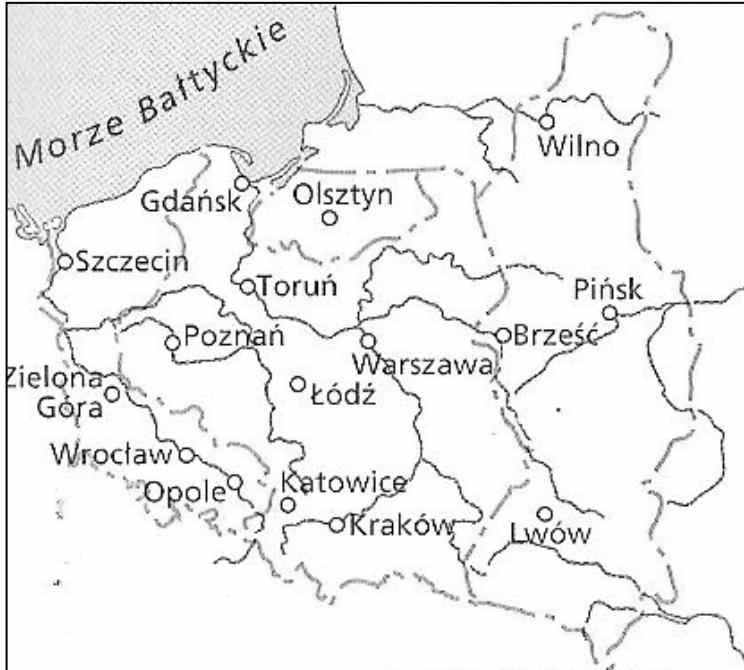 Morze Bałtyckie
Wilno
Gdańsk
Olsztyn
Szczecin
Toruń
Pińsk
Poznań
Warszawa
Brześć
Zielona
Góra
Łódź
Wrocław
Opole
Katowice
Kraków
Lwów